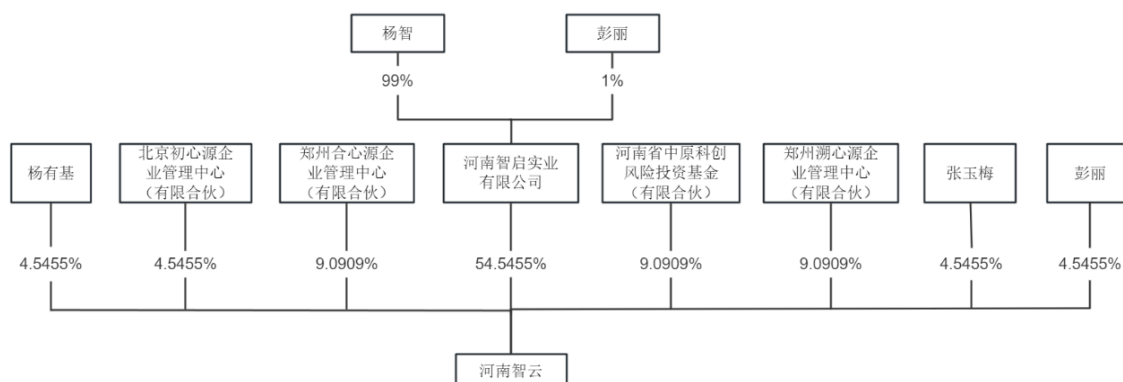 杨智
彭丽
99%
1%
杨有基
北京初心源企
业管理中心
（有限合伙）
郑州合心源企
业管理中心
（有限合伙）
河南智启实业
有限公司
河南省中原科创
风险投资基金
（有限合伙）
郑州溯心源企
业管理中心
（有限合伙）
张玉梅
彭丽
4.5455%
4.5455%
9.0909%
54.5455%
9.0909%
9.0909%
4.5455%
4.5455%
河南智云